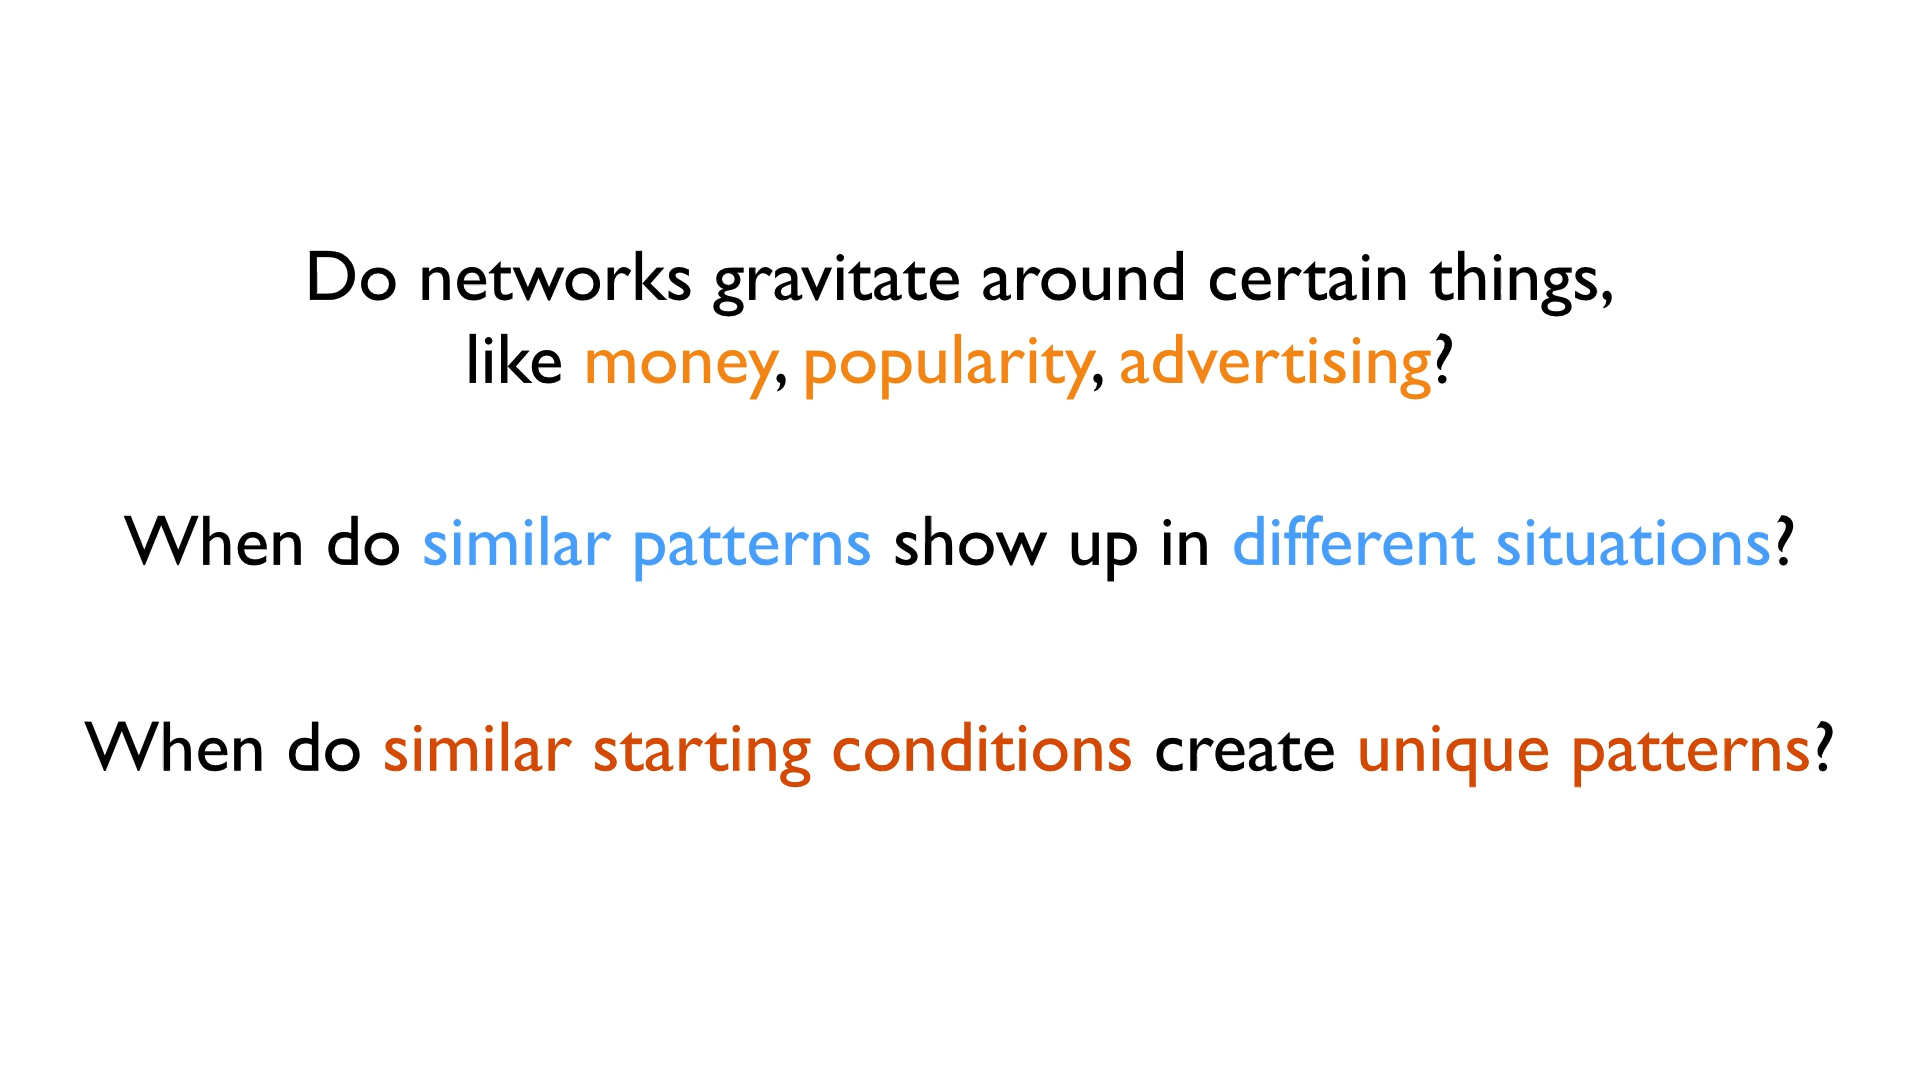 Do networks gravitate around certain things,
like money, popularity, advertising?
When do similar patterns show up in different situations?
When do similar starting conditions create unique patterns?